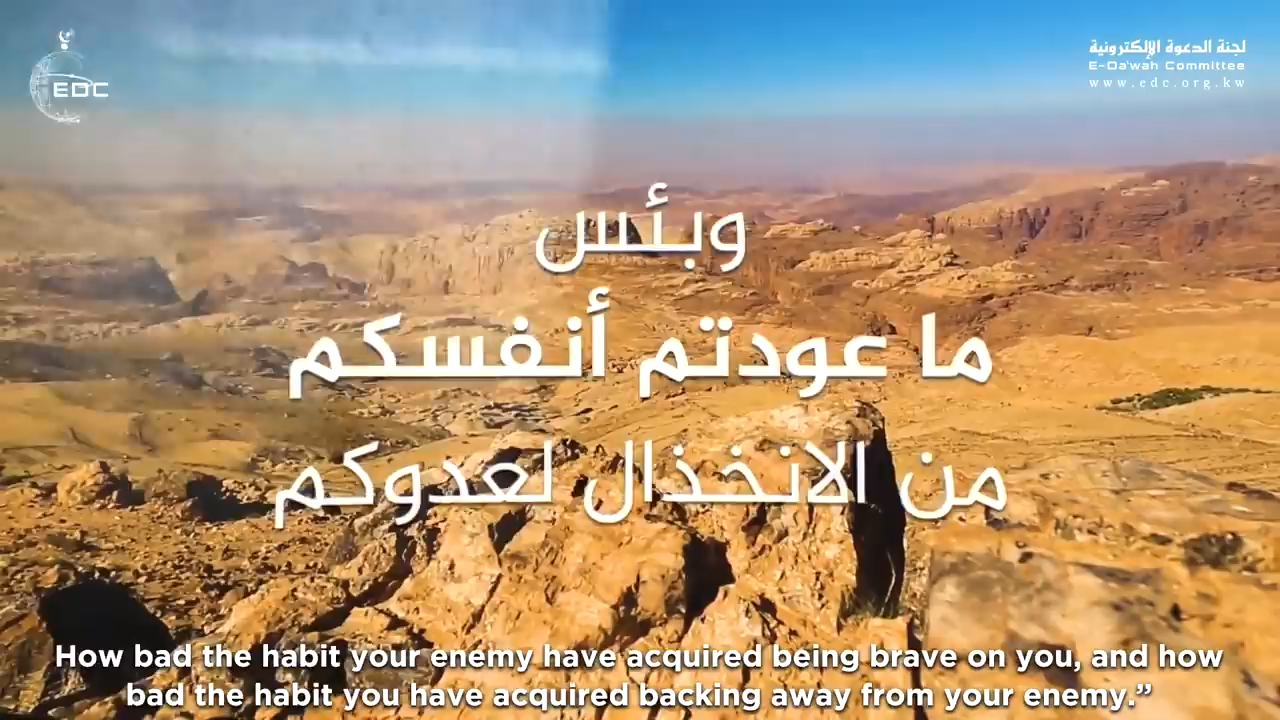 EDC
لجنة الدعوة الإلكترونية
E-Da'wah Committee
www.edc.org.kw
وبئس
ما عودتم أنفسكم
من الانخذال لعدوكم
How bad the habit your enemy have acquired being brave on you, and how
bad the habit you have acquired backing away from your enemy.”